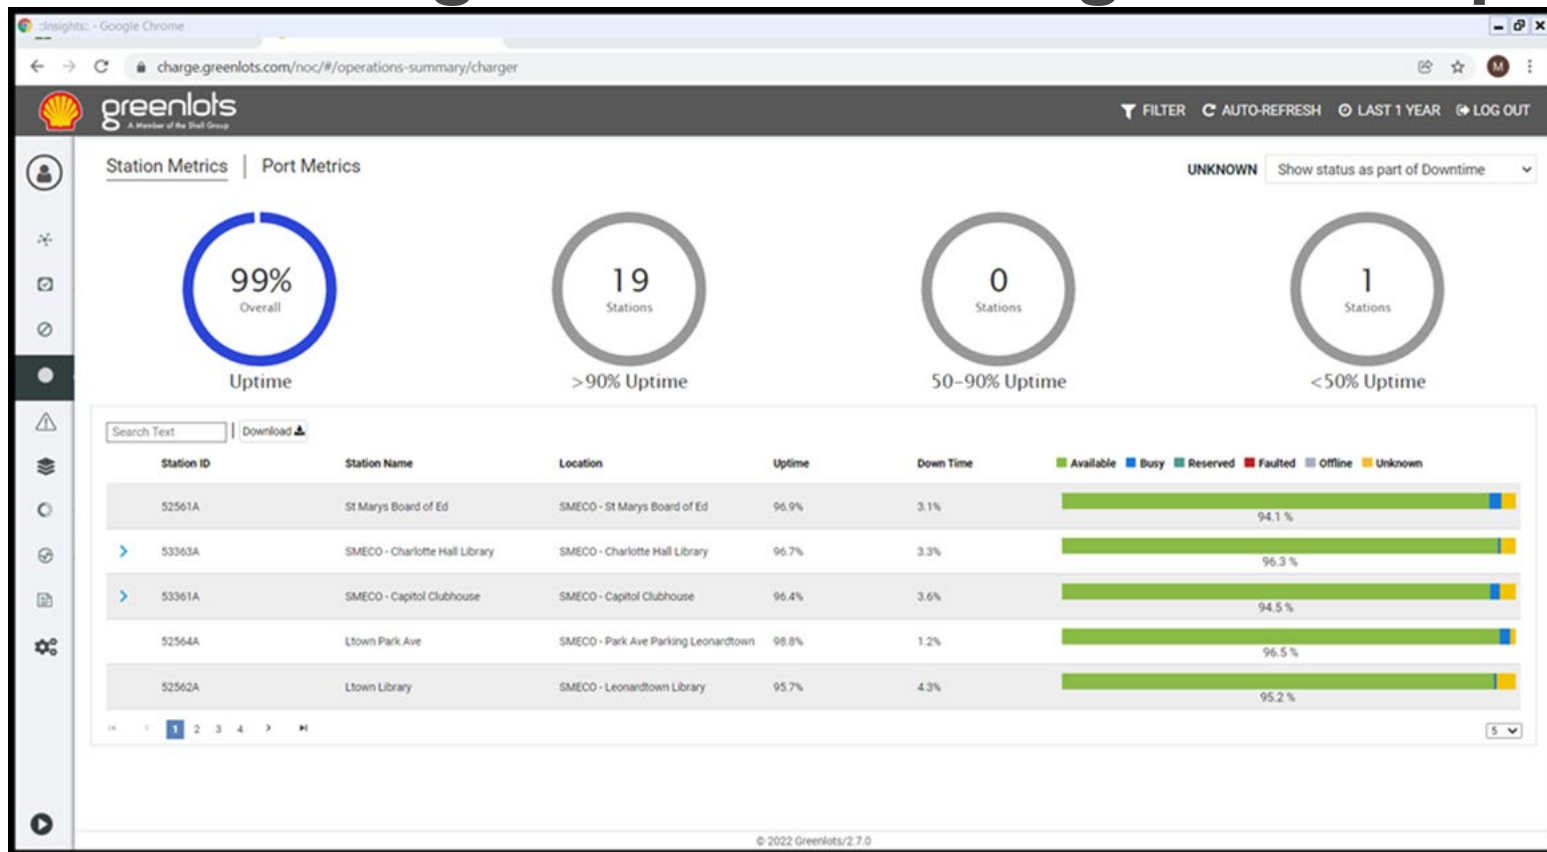 ::Insights:: - Google Chrome
charge.greenlots.com/noc/#/operations-summary/charger
M
greenlots
A Member of the Shell Group
FILTER AUTO-REFRESH LAST 1 YEAR LOG OUT
Station Metrics | Port Metrics
UNKNOWN Show status as part of Downtime
99% 19 0 1
Overall Stations Stations Stations
Uptime >90% Uptime 50-90% Uptime <50% Uptime
Search Text | Download
Station ID Station Name Location Uptime Down Time Available Busy Reserved Faulted Offline Unknown
52561A St Marys Board of Ed SMECO - St Marys Board of Ed 96.9% 3.1%
94.1 %
53363A SMECO - Charlotte Hall Library SMECO - Charlotte Hall Library 96.7% 3.3%
96.3 %
53361A SMECO - Capitol Clubhouse SMECO - Capitol Clubhouse 96.4% 3.6%
94.5 %
52564A Ltown Park Ave SMECO - Park Ave Parking Leonardtown 98.8% 1.2%
96.5 %
52562A Ltown Library SMECO - Leonardtown Library 95.7% 4.3%
95.2 %
1 2 3 4
5
© 2022 Greenlots/2.7.0